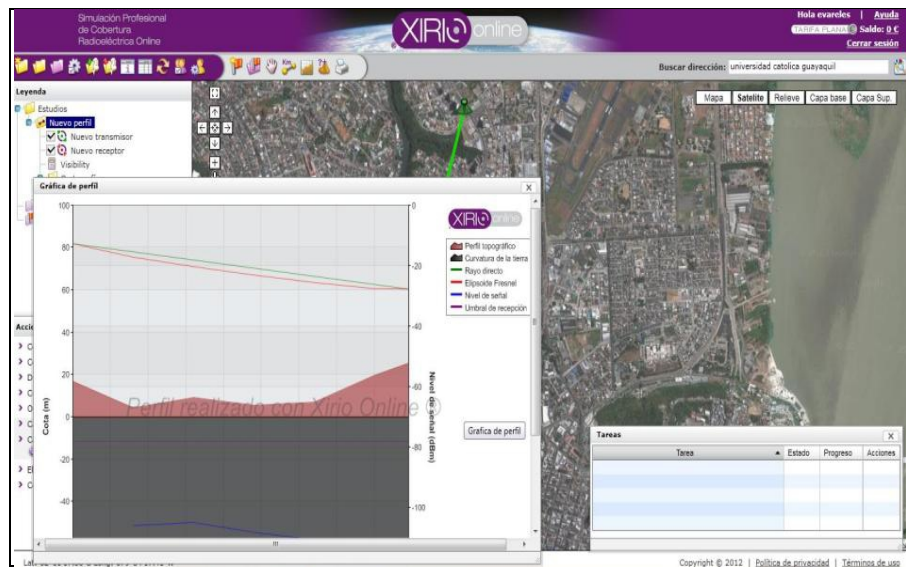 Simulación Profesional
de Cobertura
Radioeléctrica Online
XIRIO online
Hola evareles | Ayuda
TARIFA PLANA Saldo: 0 €
Cerrar sesión
Buscar dirección: universidad catolica guayaquil
Leyenda
Estudios
Nuevo perfil
Nuevo transmisor
Nuevo receptor
Visibility
Mapa Satelite Relieve Capa base Capa Sup.
Gráfica de perfil X
XIRIO online
Perfil topográfico
Curvatura de la tierra
Rayo directo
Elipsoide Fresnel
Nivel de señal
Umbral de recepción
100
80
60
40
20
0
-20
-40
Cota (m)
0
-20
-40
-60
-80
-100
Nivel de señal (dBm)
Perfil realizado con Xirio Online ®
m
Grafica de perfil
Tareas X
Tarea Estado Progreso Acciones
Copyright © 2012 | Política de privacidad | Términos de uso